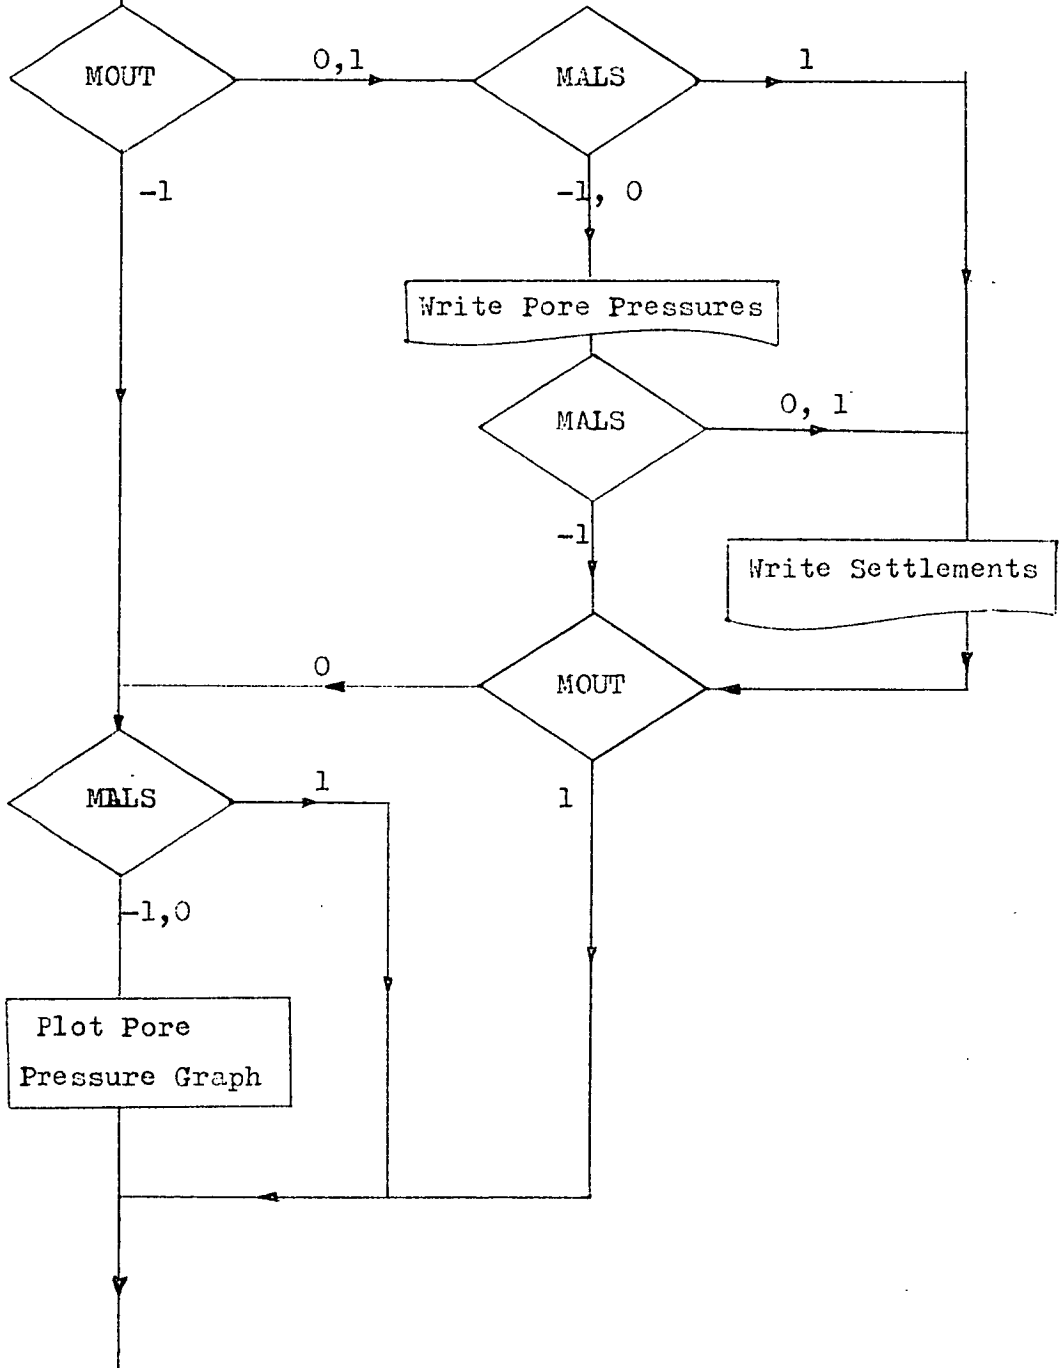 MOUT
0,1
MALS
1
-1
-1, 0
Write Pore Pressures
MALS
0, 1
-1
Write Settlements
0
MOUT
MALS
1
1
-1,0
Plot Pore
Pressure Graph